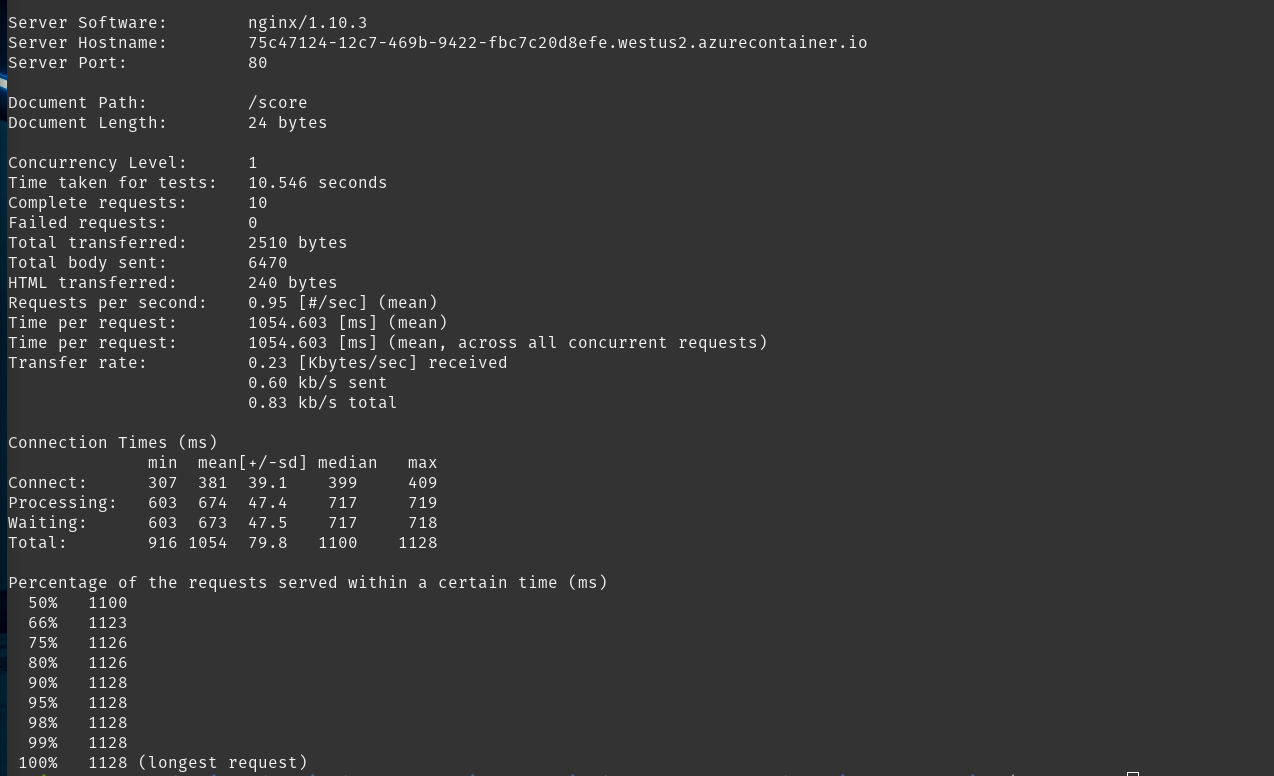 Server Software:        nginx/1.10.3
Server Hostname:        75c47124-12c7-469b-9422-fbc7c20d8efe.westus2.azurecontainer.io
Server Port:            80

Document Path:          /score
Document Length:        24 bytes

Concurrency Level:      1
Time taken for tests:   10.546 seconds
Complete requests:      10
Failed requests:        0
Total transferred:      2510 bytes
Total body sent:        6470
HTML transferred:       240 bytes
Requests per second:    0.95 [#/sec] (mean)
Time per request:       1054.603 [ms] (mean)
Time per request:       1054.603 [ms] (mean, across all concurrent requests)
Transfer rate:          0.23 [Kbytes/sec] received
                        0.60 kb/s sent
                        0.83 kb/s total

Connection Times (ms)
              min  mean[+/-sd] median   max
Connect:      307  381  39.1    399     409
Processing:   603  674  47.4    717     719
Waiting:      603  673  47.5    717     718
Total:        916 1054  79.8   1100    1128

Percentage of the requests served within a certain time (ms)
  50%   1100
  66%   1123
  75%   1126
  80%   1126
  90%   1128
  95%   1128
  98%   1128
  99%   1128
 100%   1128 (longest request)